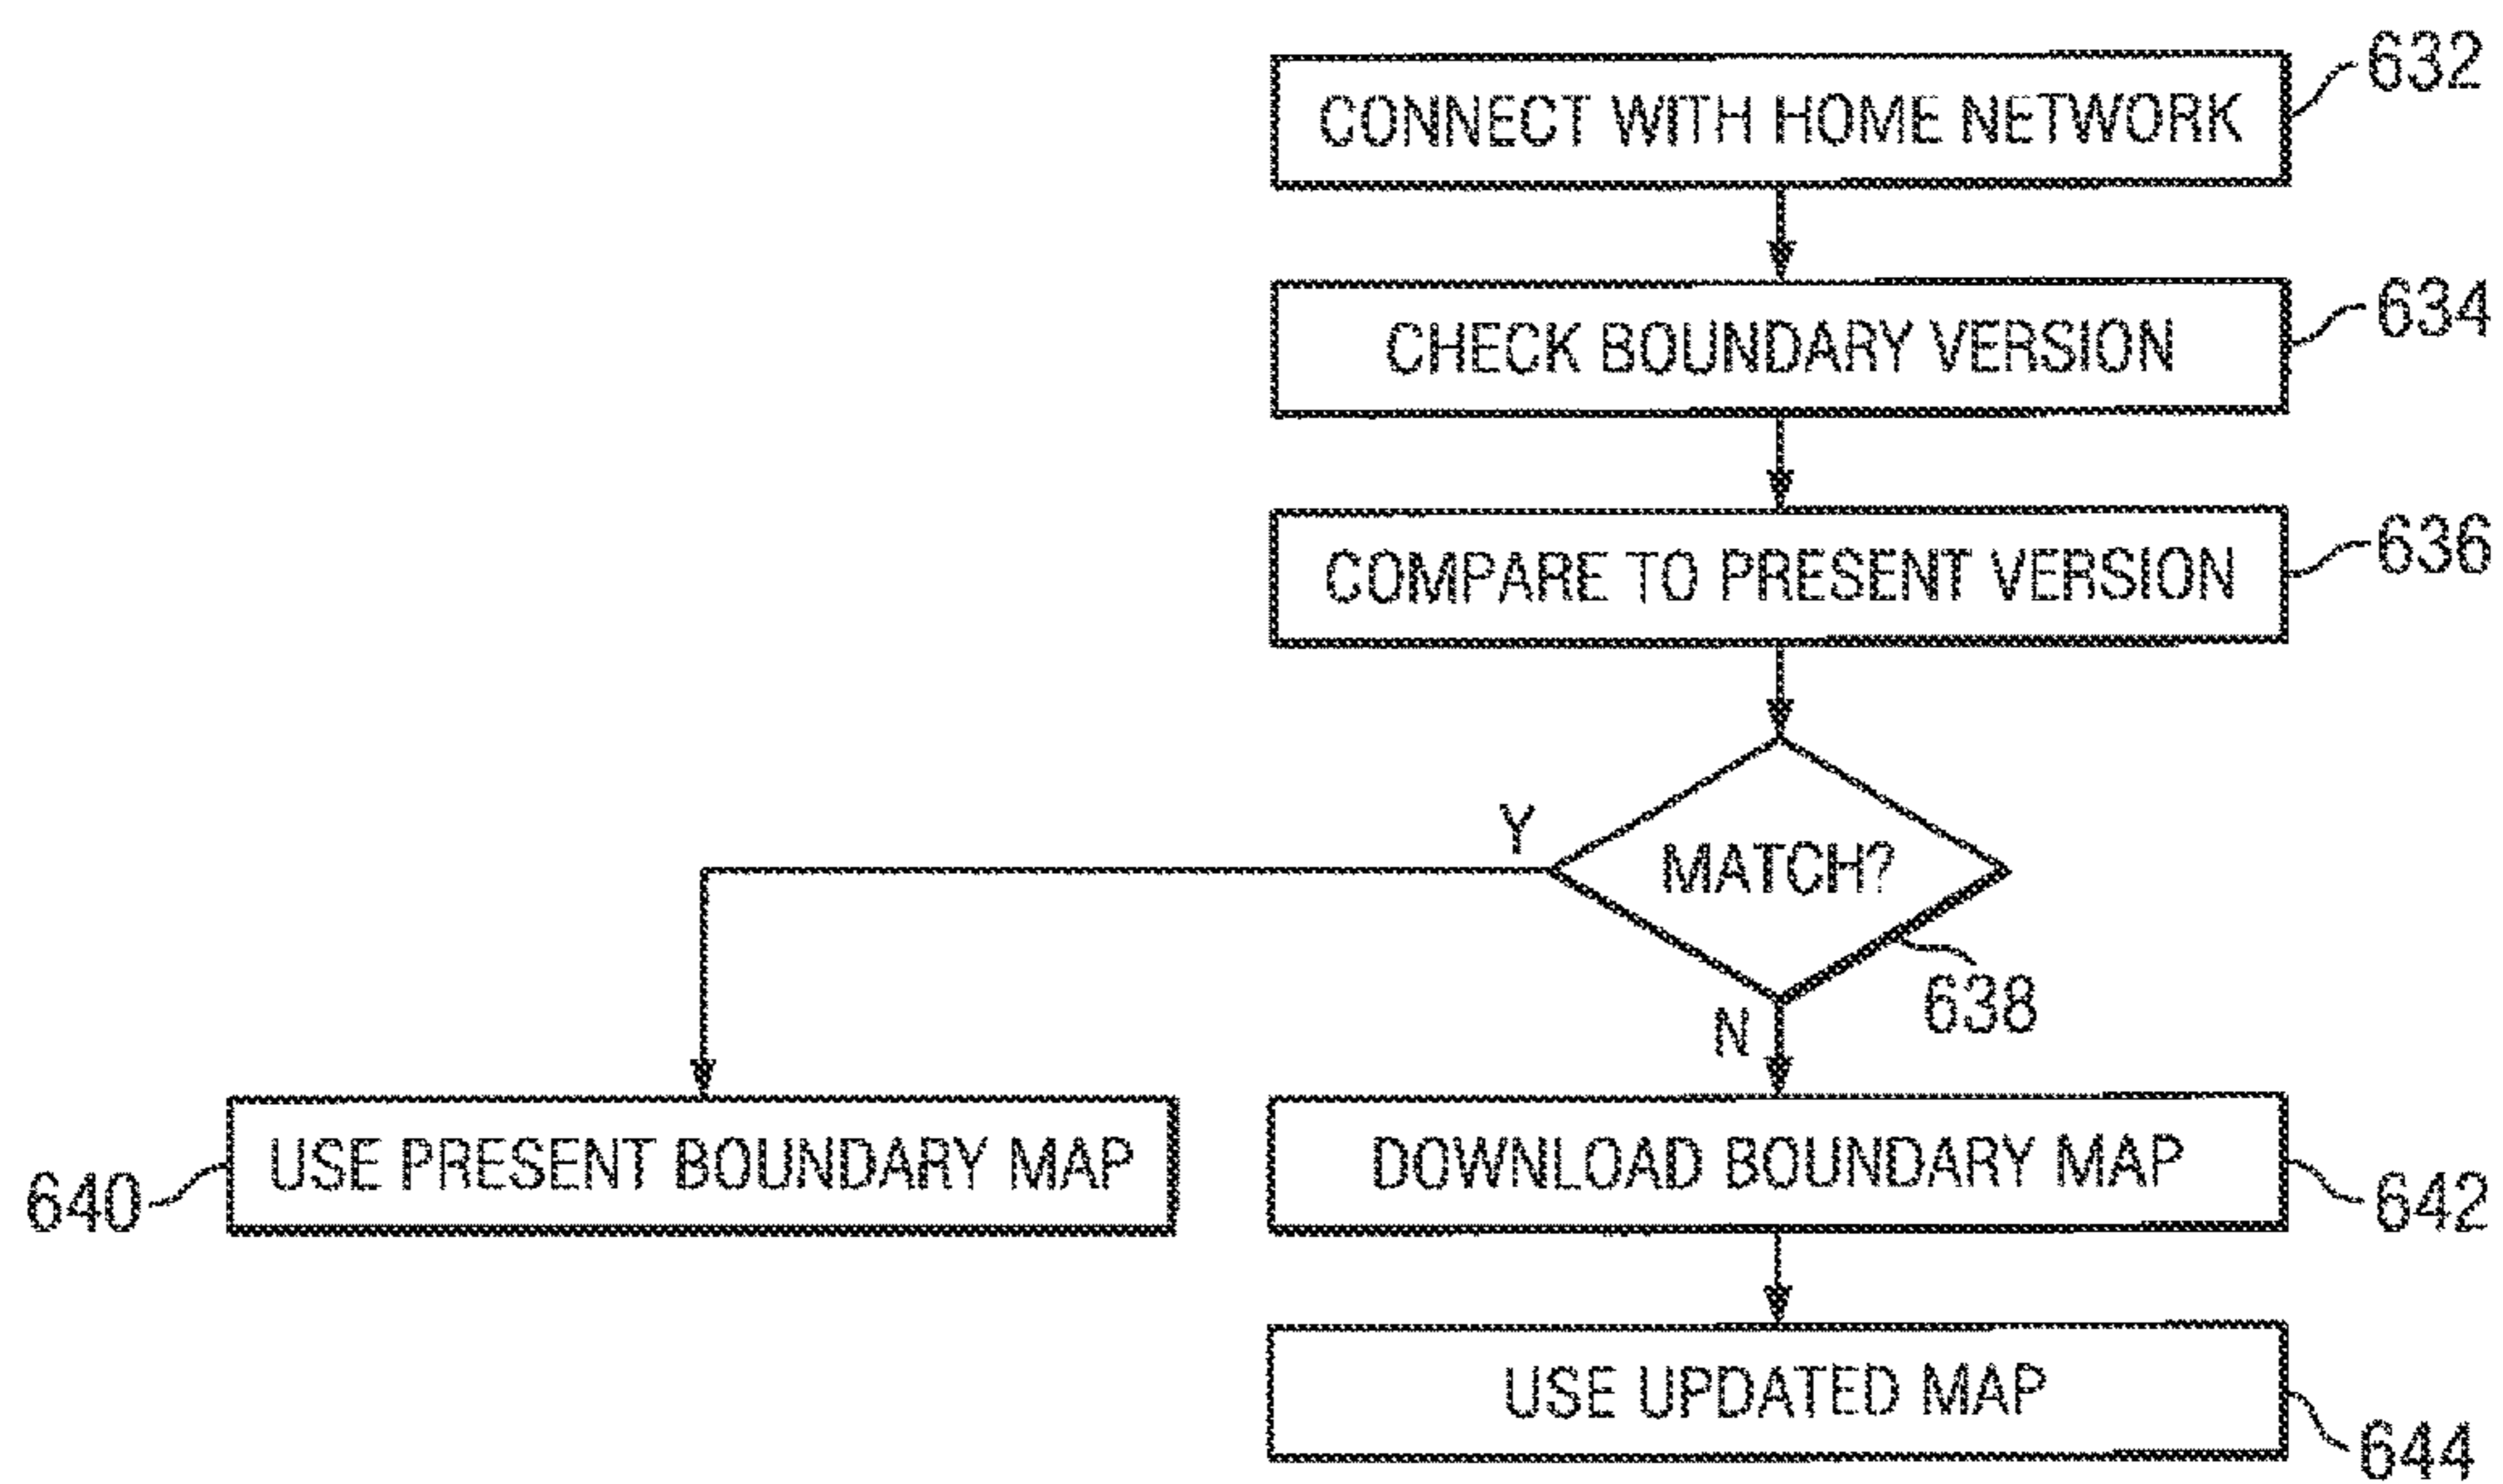 CONNECT WITH HOME NETWORK
632
CHECK BOUNDARY VERSION
634
COMPARE TO PRESENT VERSION
636
Y
MATCH?
638
N
640
USE PRESENT BOUNDARY MAP
DOWNLOAD BOUNDARY MAP
642
USE UPDATED MAP
644